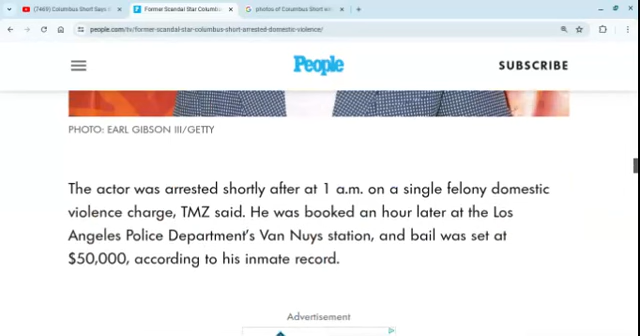 (7469) Columbus Short Says
Former Scandal Star Columbu
photos of Columbus Short wit
people.com/tv/former-scandal-star-columbus-short-arrested-domestic-violence/
People
SUBSCRIBE
PHOTO: EARL GIBSON III/GETTY
The actor was arrested shortly after at 1 a.m. on a single felony domestic
violence charge, TMZ said. He was booked an hour later at the Los
Angeles Police Department's Van Nuys station, and bail was set at
$50,000, according to his inmate record.
Advertisement